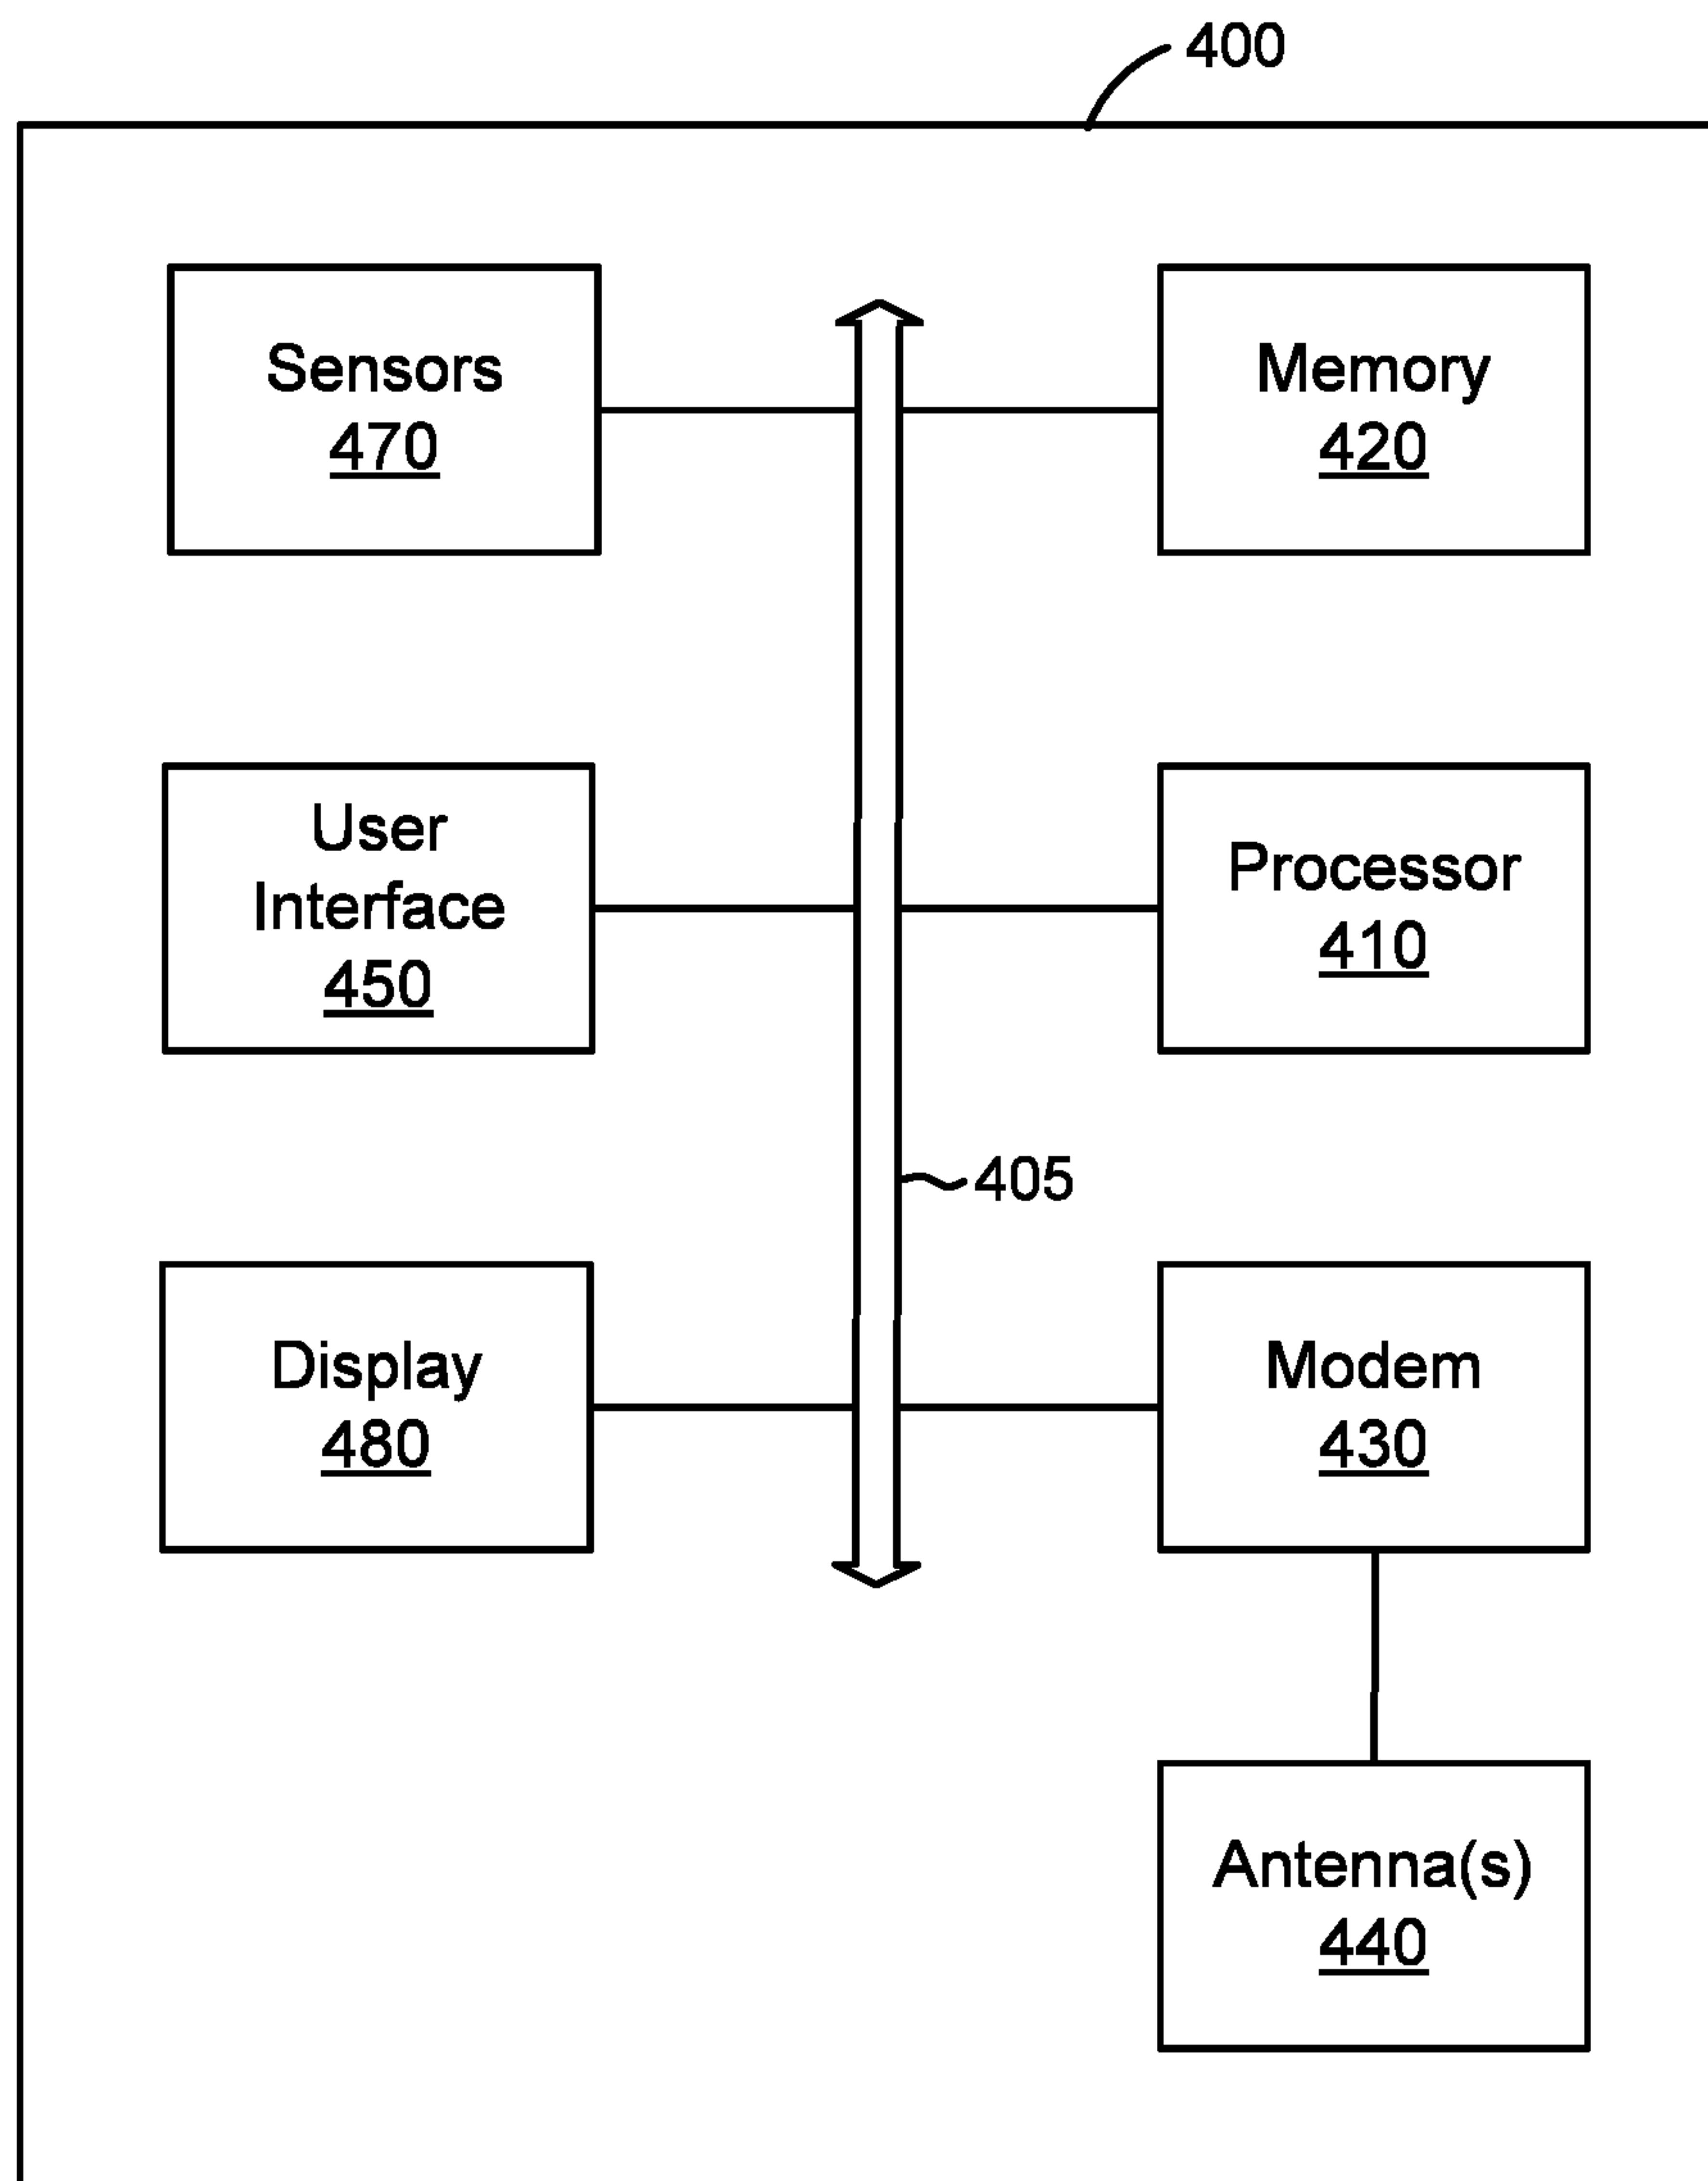 400
Sensors
470
Memory
420
User
Interface
450
Processor
410
405
Display
480
Modem
430
Antenna(s)
440